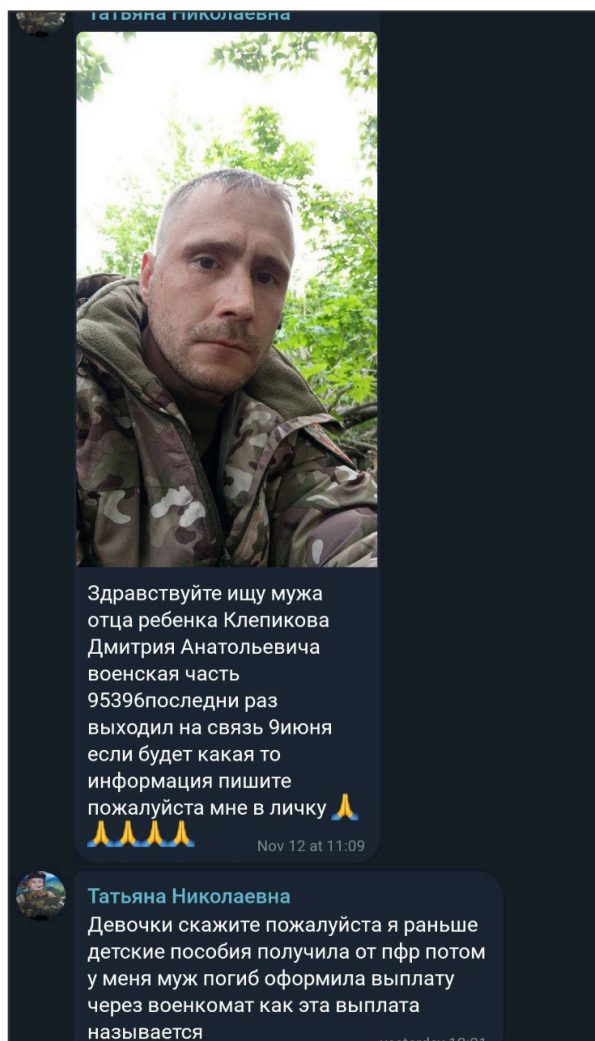 Татьяна Николаевна
Здравствуйте ищу мужа
отца ребенка Клепикова
Дмитрия Анатольевича
военская часть
95396последни раз
выходил на связь 9июня
если будет какая то
информация пишите
пожалуйста мне в личку 🙏
🙏🙏🙏🙏
Nov 12 at 11:09
Татьяна Николаевна
Девочки скажите пожалуйста я раньше
детские пособия получила от пфр потом
у меня муж погиб оформила выплату
через военкомат как эта выплата
называется